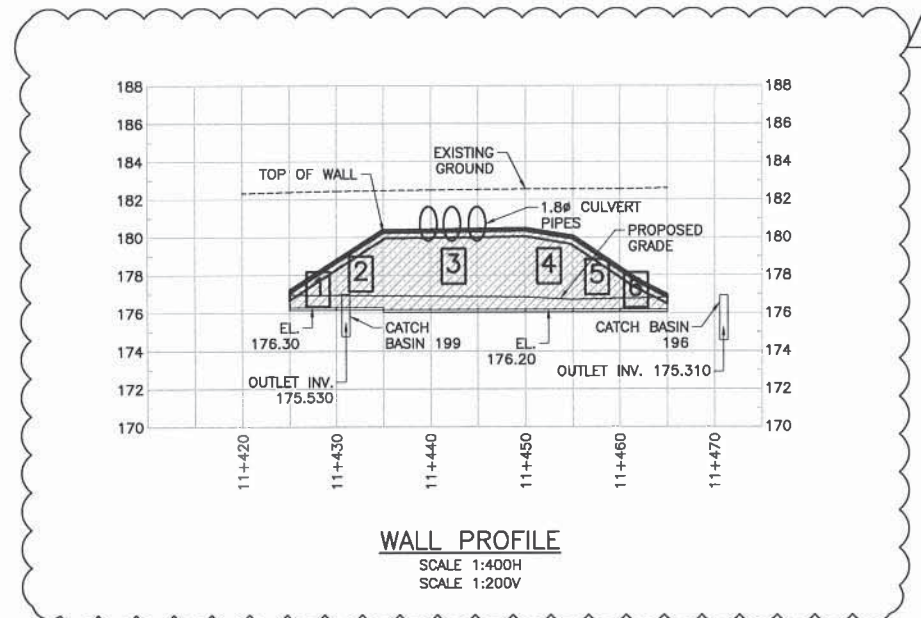 188
188
186
186
184
184
182
182
180
180
178
178
176
176
174
174
172
172
170
170
EXISTING
GROUND
TOP OF WALL
1.8ø CULVERT
PIPES
PROPOSED
GRADE
1
2
3
4
5
6
EL.
176.30
CATCH
BASIN 199
EL.
176.20
CATCH BASIN
196
OUTLET INV.
175.530
OUTLET INV. 175.310
11+420
11+430
11+440
11+450
11+460
11+470
WALL PROFILE
SCALE 1:400H
SCALE 1:200V